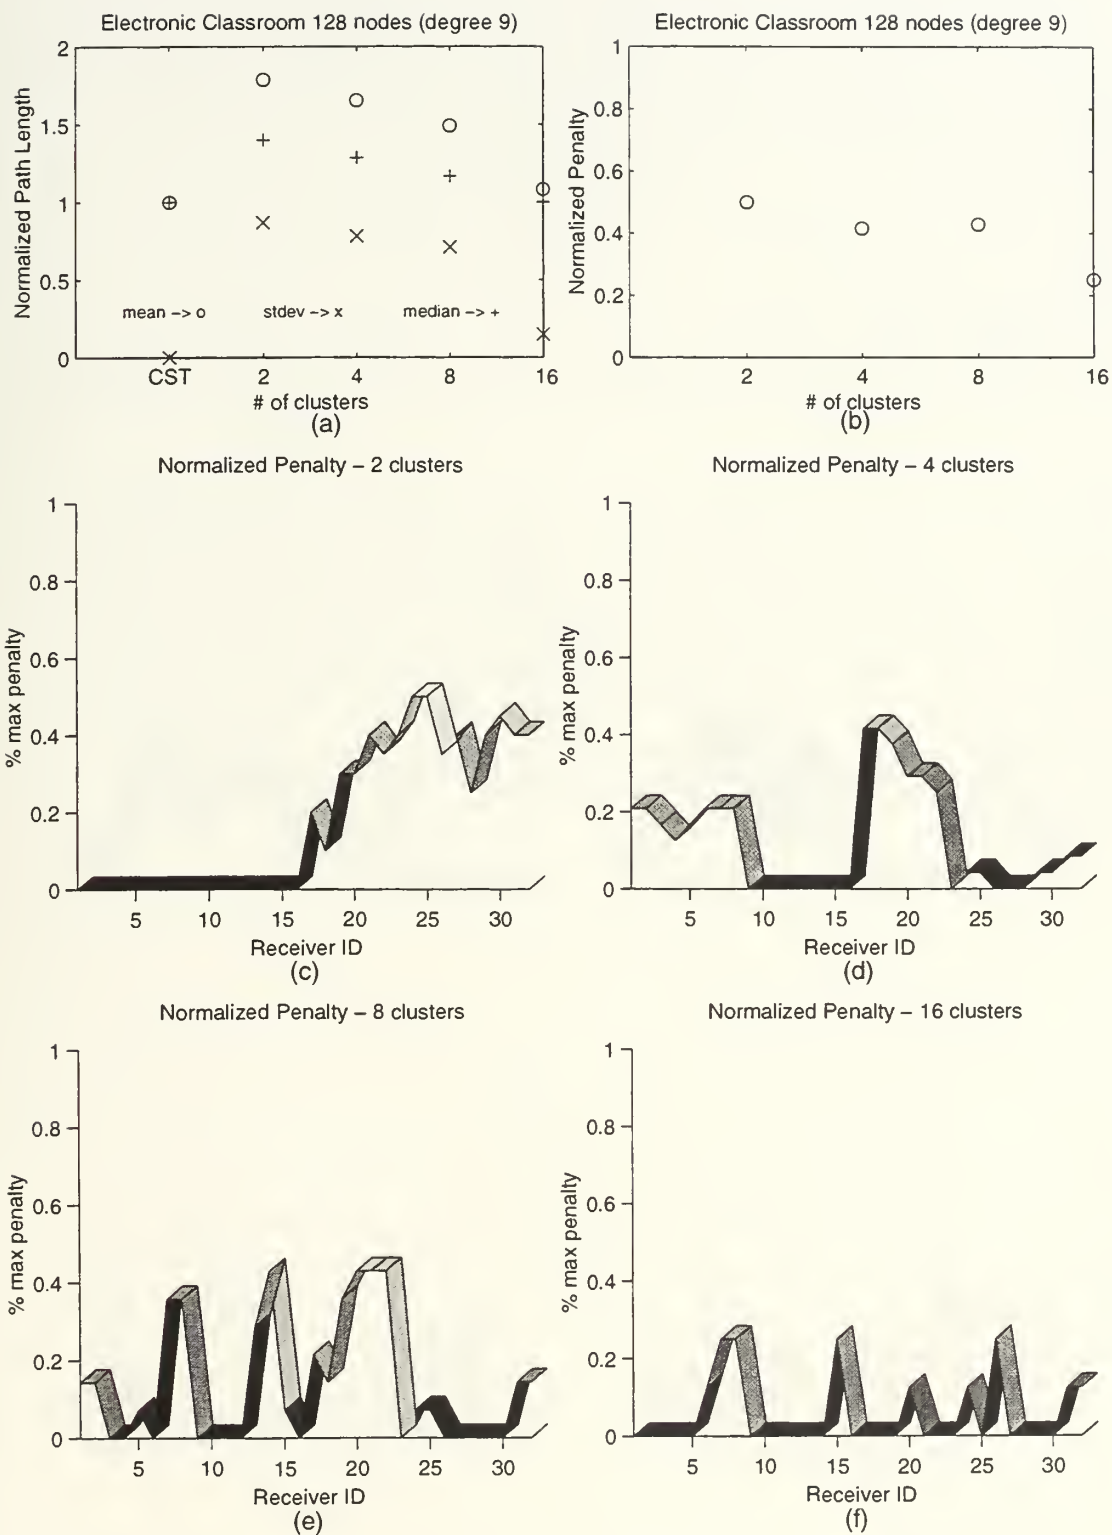 Electronic Classroom 128 nodes (degree 9)
Normalized Path Length
2
1.5
1
0.5
0
mean -> o
stdev -> x
median -> +
CST
2
4
8
16
# of clusters
(a)
Electronic Classroom 128 nodes (degree 9)
Normalized Penalty
1
0.8
0.6
0.4
0.2
0
2
4
8
16
# of clusters
(b)
Normalized Penalty – 2 clusters
% max penalty
1
0.8
0.6
0.4
0.2
0
5
10
15
20
25
30
Receiver ID
(c)
Normalized Penalty – 4 clusters
% max penalty
1
0.8
0.6
0.4
0.2
0
5
10
15
20
25
30
Receiver ID
(d)
Normalized Penalty – 8 clusters
% max penalty
1
0.8
0.6
0.4
0.2
0
5
10
15
20
25
30
Receiver ID
(e)
Normalized Penalty – 16 clusters
% max penalty
1
0.8
0.6
0.4
0.2
0
5
10
15
20
25
30
Receiver ID
(f)